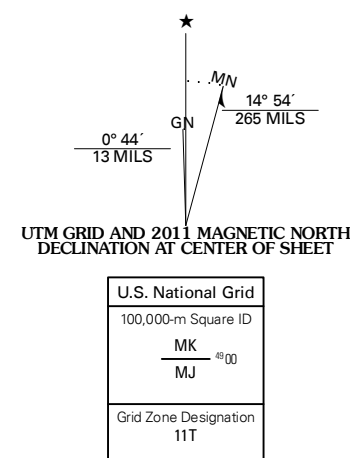 ★
MN
GN
14° 54´
265 MILS
0° 44´
13 MILS
UTM GRID AND 2011 MAGNETIC NORTH
DECLINATION AT CENTER OF SHEET
U.S. National Grid
100,000-m Square ID
MK
4900
MJ
Grid Zone Designation
11T